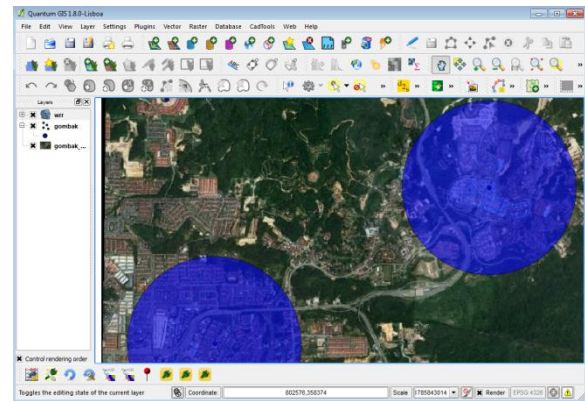 Quantum GIS 1.8.0-Lisboa
File Edit View Layer Settings Plugins Vector Raster Database CadTools Web Help
Layers
wrr
gombak
gombak_...
Control rendering order
Toggles the editing state of the current layer
Coordinate:
802576,358374
Scale
1785843014
Render
EPSG:4326